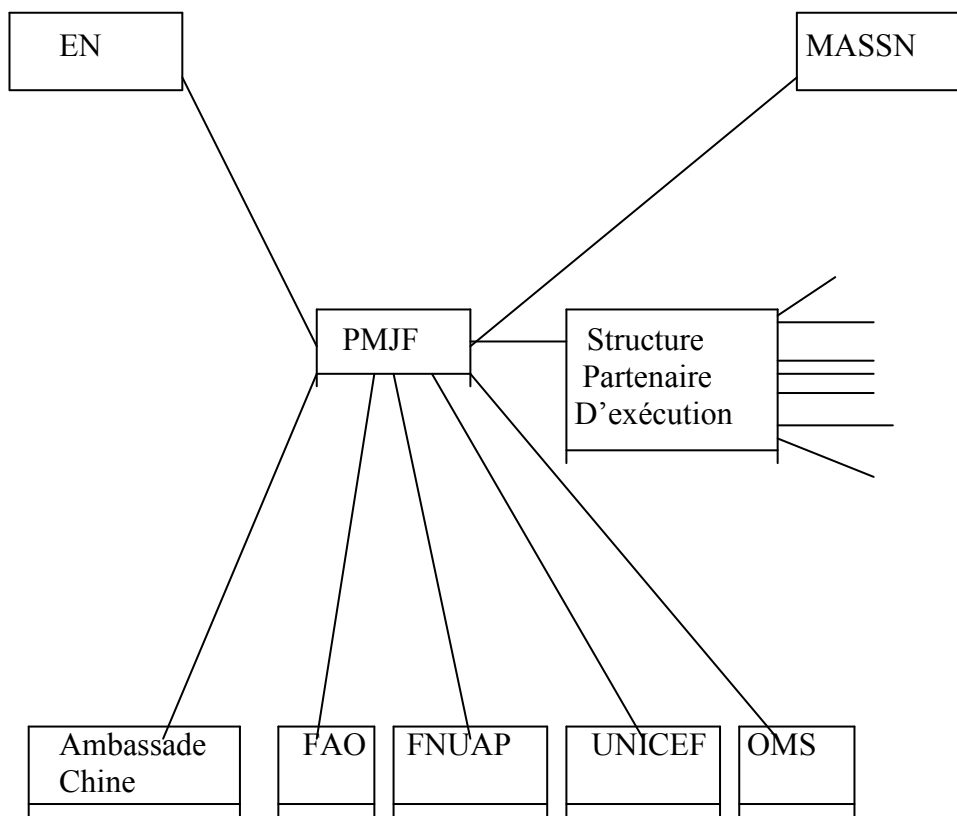 EN
MASSN
PMJF
Structure
Partenaire
D’exécution
Ambassade
Chine
FAO
FNUAP
UNICEF
OMS